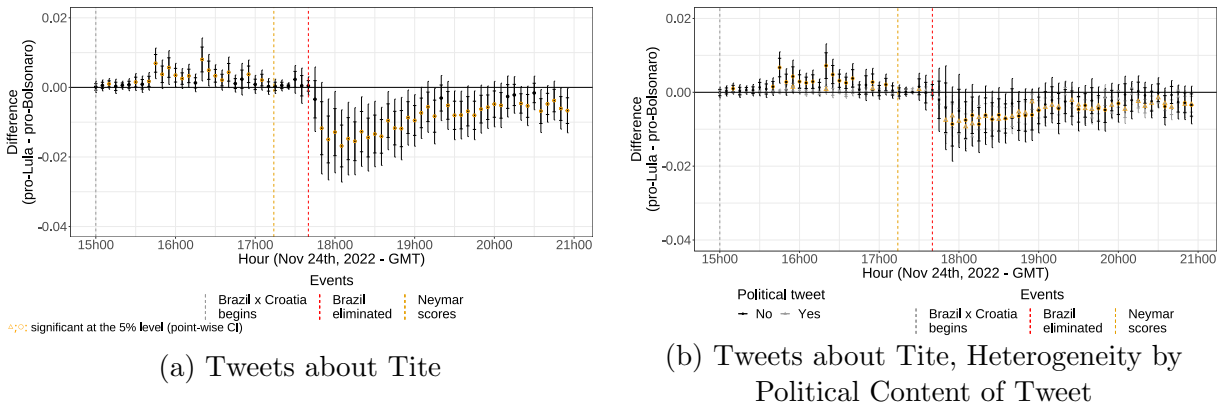 0.02
0.00
-0.02
-0.04
Difference
(pro-Lula - pro-Bolsonaro)
15h00 16h00 17h00 18h00 19h00 20h00 21h00
Hour (Nov 24th, 2022 - GMT)
Events
Brazil x Croatia begins
Brazil eliminated
Neymar scores
: significant at the 5% level (point-wise CI)
(a) Tweets about Tite
0.02
0.00
-0.02
-0.04
Difference
(pro-Lula - pro-Bolsonaro)
15h00 16h00 17h00 18h00 19h00 20h00 21h00
Hour (Nov 24th, 2022 - GMT)
Political tweet
No Yes
Events
Brazil x Croatia begins
Brazil eliminated
Neymar scores
(b) Tweets about Tite, Heterogeneity by
Political Content of Tweet